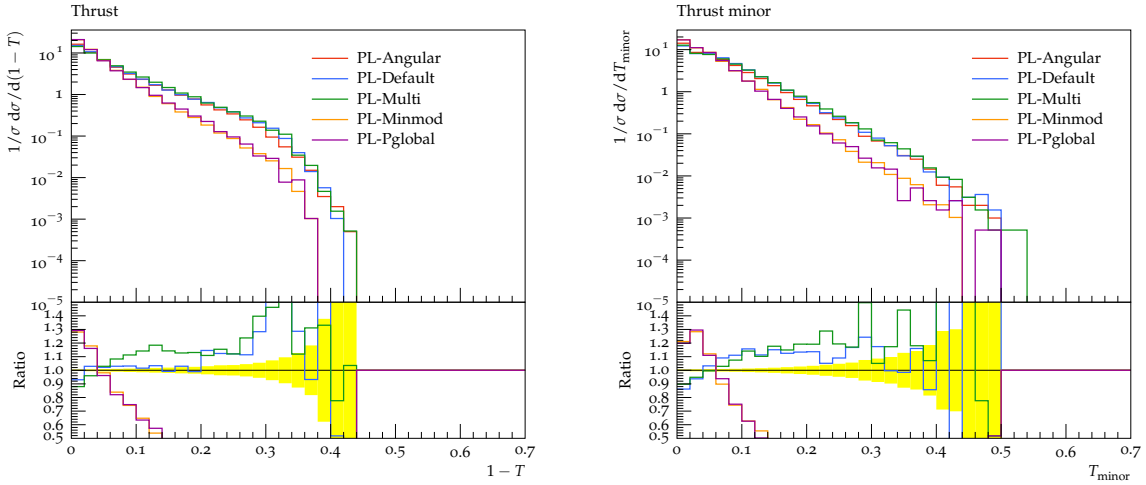 Thrust
1/σ dσ/d(1 − T)
10¹
1
10⁻¹
10⁻²
10⁻³
10⁻⁴
10⁻⁵
PL-Angular
PL-Default
PL-Multi
PL-Minmod
PL-Pglobal
Ratio
1.4
1.3
1.2
1.1
1.0
0.9
0.8
0.7
0.6
0.5
0 0.1 0.2 0.3 0.4 0.5 0.6 0.7
1 − T
Thrust minor
1/σ dσ/dT_minor
10¹
1
10⁻¹
10⁻²
10⁻³
10⁻⁴
10⁻⁵
PL-Angular
PL-Default
PL-Multi
PL-Minmod
PL-Pglobal
Ratio
1.4
1.3
1.2
1.1
1.0
0.9
0.8
0.7
0.6
0.5
0 0.1 0.2 0.3 0.4 0.5 0.6 0.7
T_minor